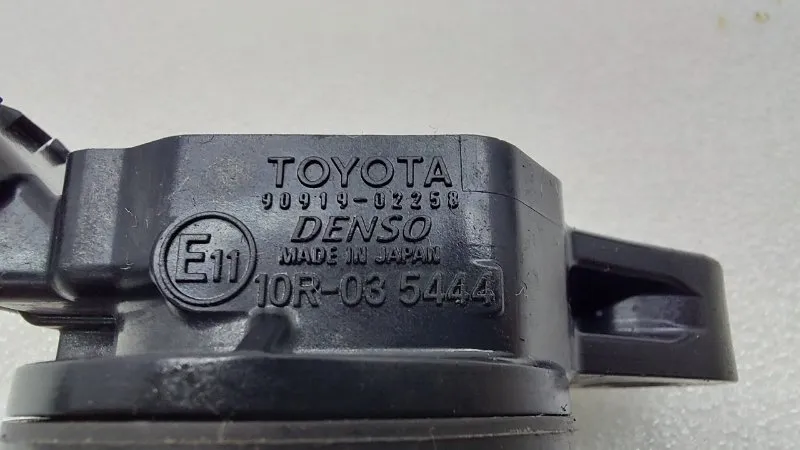 TOYOTA
90919-02258
DENSO
MADE IN JAPAN
E11
10R-03 5444